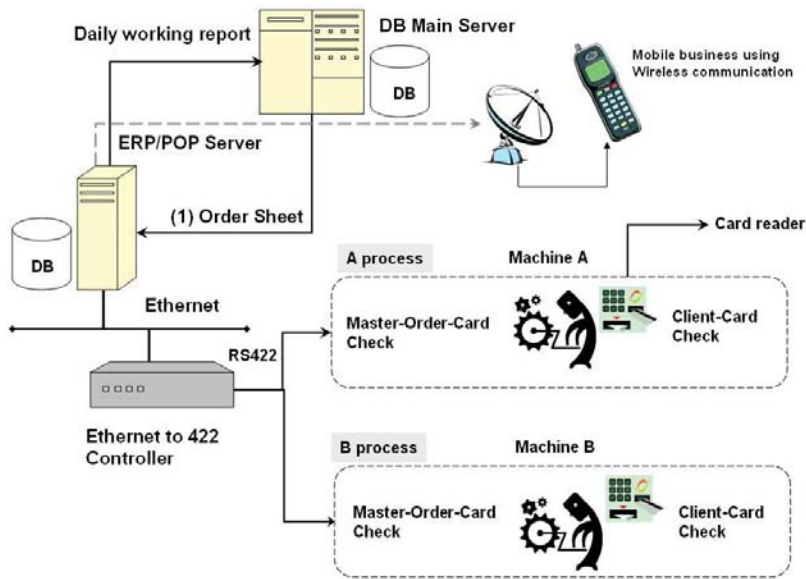 Daily working report
DB Main Server
DB
Mobile business using
Wireless communication
ERP/POP Server
(1) Order Sheet
DB
Ethernet
RS422
Ethernet to 422
Controller
Card reader
A process
Machine A
Master-Order-Card
Check
Client-Card
Check
B process
Machine B
Master-Order-Card
Check
Client-Card
Check